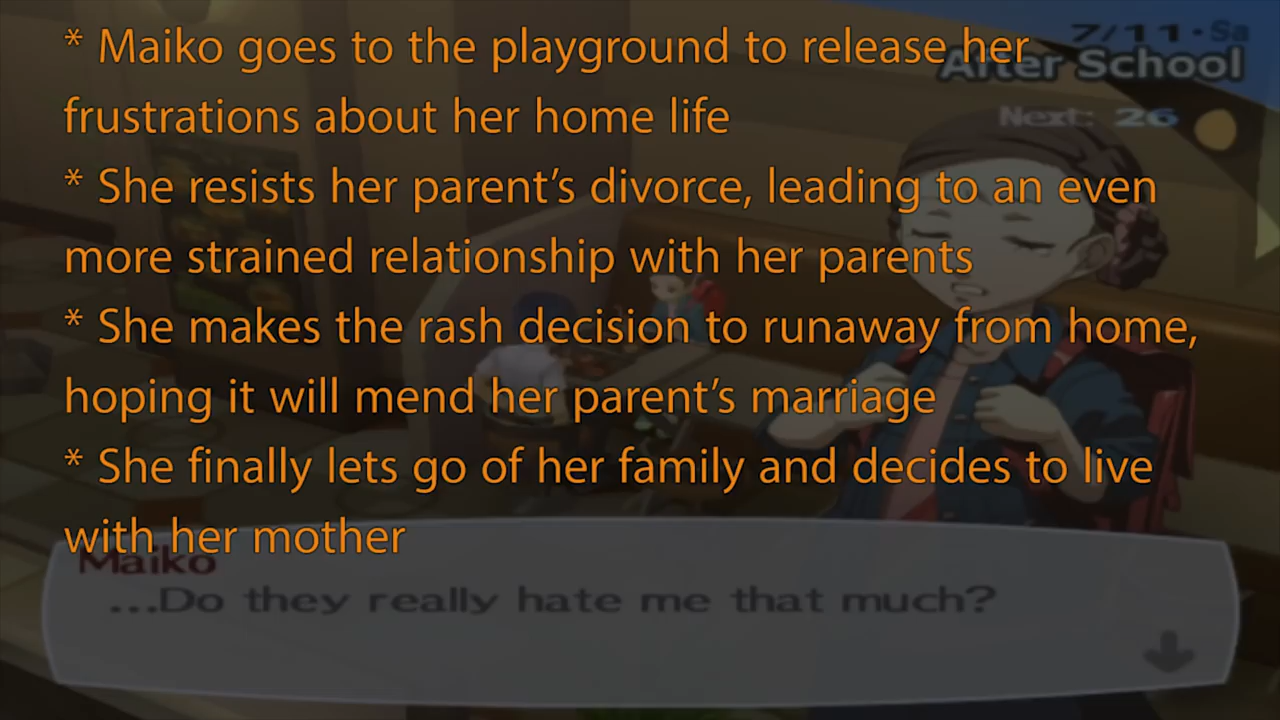 * Maiko goes to the playground to release her
frustrations about her home life
* She resists her parent’s divorce, leading to an even
more strained relationship with her parents
* She makes the rash decision to runaway from home,
hoping it will mend her parent’s marriage
* She finally lets go of her family and decides to live
with her mother
7/11・Sa
After School
Next: 26
Maiko
...Do they really hate me that much?